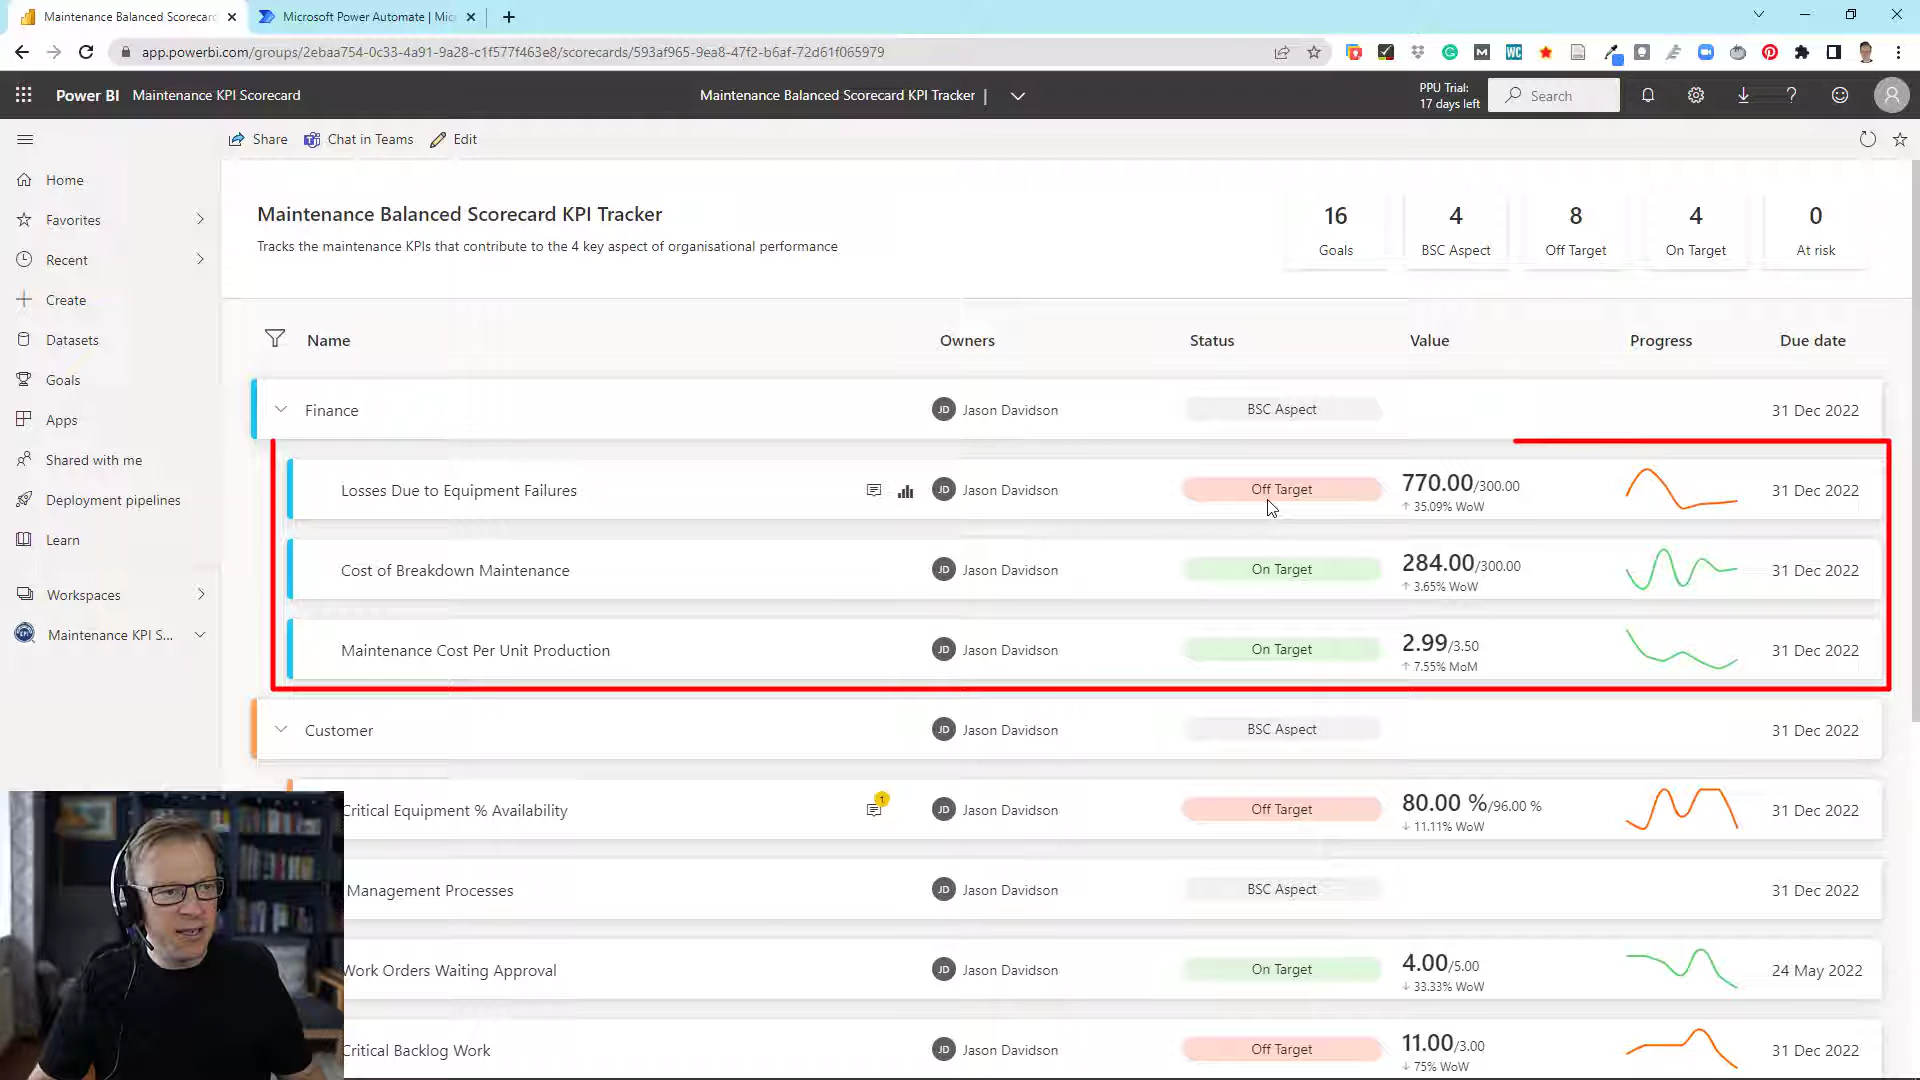 Maintenance Balanced Scorecard
Microsoft Power Automate | Mic
app.powerbi.com/groups/2ebaa754-0c33-4a91-9a28-c1f577f463e8/scorecards/593af965-9ea8-47f2-b6af-72d61f065979
Power BI Maintenance KPI Scorecard
Maintenance Balanced Scorecard KPI Tracker |
PPU Trial:
17 days left
Search
Share Chat in Teams Edit
Home
Favorites
Recent
Create
Datasets
Goals
Apps
Shared with me
Deployment pipelines
Learn
Workspaces
Maintenance KPI S...
Maintenance Balanced Scorecard KPI Tracker
Tracks the maintenance KPIs that contribute to the 4 key aspect of organisational performance
16 4 8 4 0
Goals BSC Aspect Off Target On Target At risk
Name Owners Status Value Progress Due date
Finance JD Jason Davidson BSC Aspect 31 Dec 2022
Losses Due to Equipment Failures JD Jason Davidson Off Target 770.00/300.00 31 Dec 2022
↑ 35.09% WoW
Cost of Breakdown Maintenance JD Jason Davidson On Target 284.00/300.00 31 Dec 2022
↑ 3.65% WoW
Maintenance Cost Per Unit Production JD Jason Davidson On Target 2.99/3.50 31 Dec 2022
↑ 7.55% MoM
Customer JD Jason Davidson BSC Aspect 31 Dec 2022
Critical Equipment % Availability 1 JD Jason Davidson Off Target 80.00 %/96.00 % 31 Dec 2022
↓ 11.11% WoW
Management Processes JD Jason Davidson BSC Aspect 31 Dec 2022
Work Orders Waiting Approval JD Jason Davidson On Target 4.00/5.00 24 May 2022
↓ 33.33% WoW
Critical Backlog Work JD Jason Davidson Off Target 11.00/3.00 31 Dec 2022
↓ 75% WoW